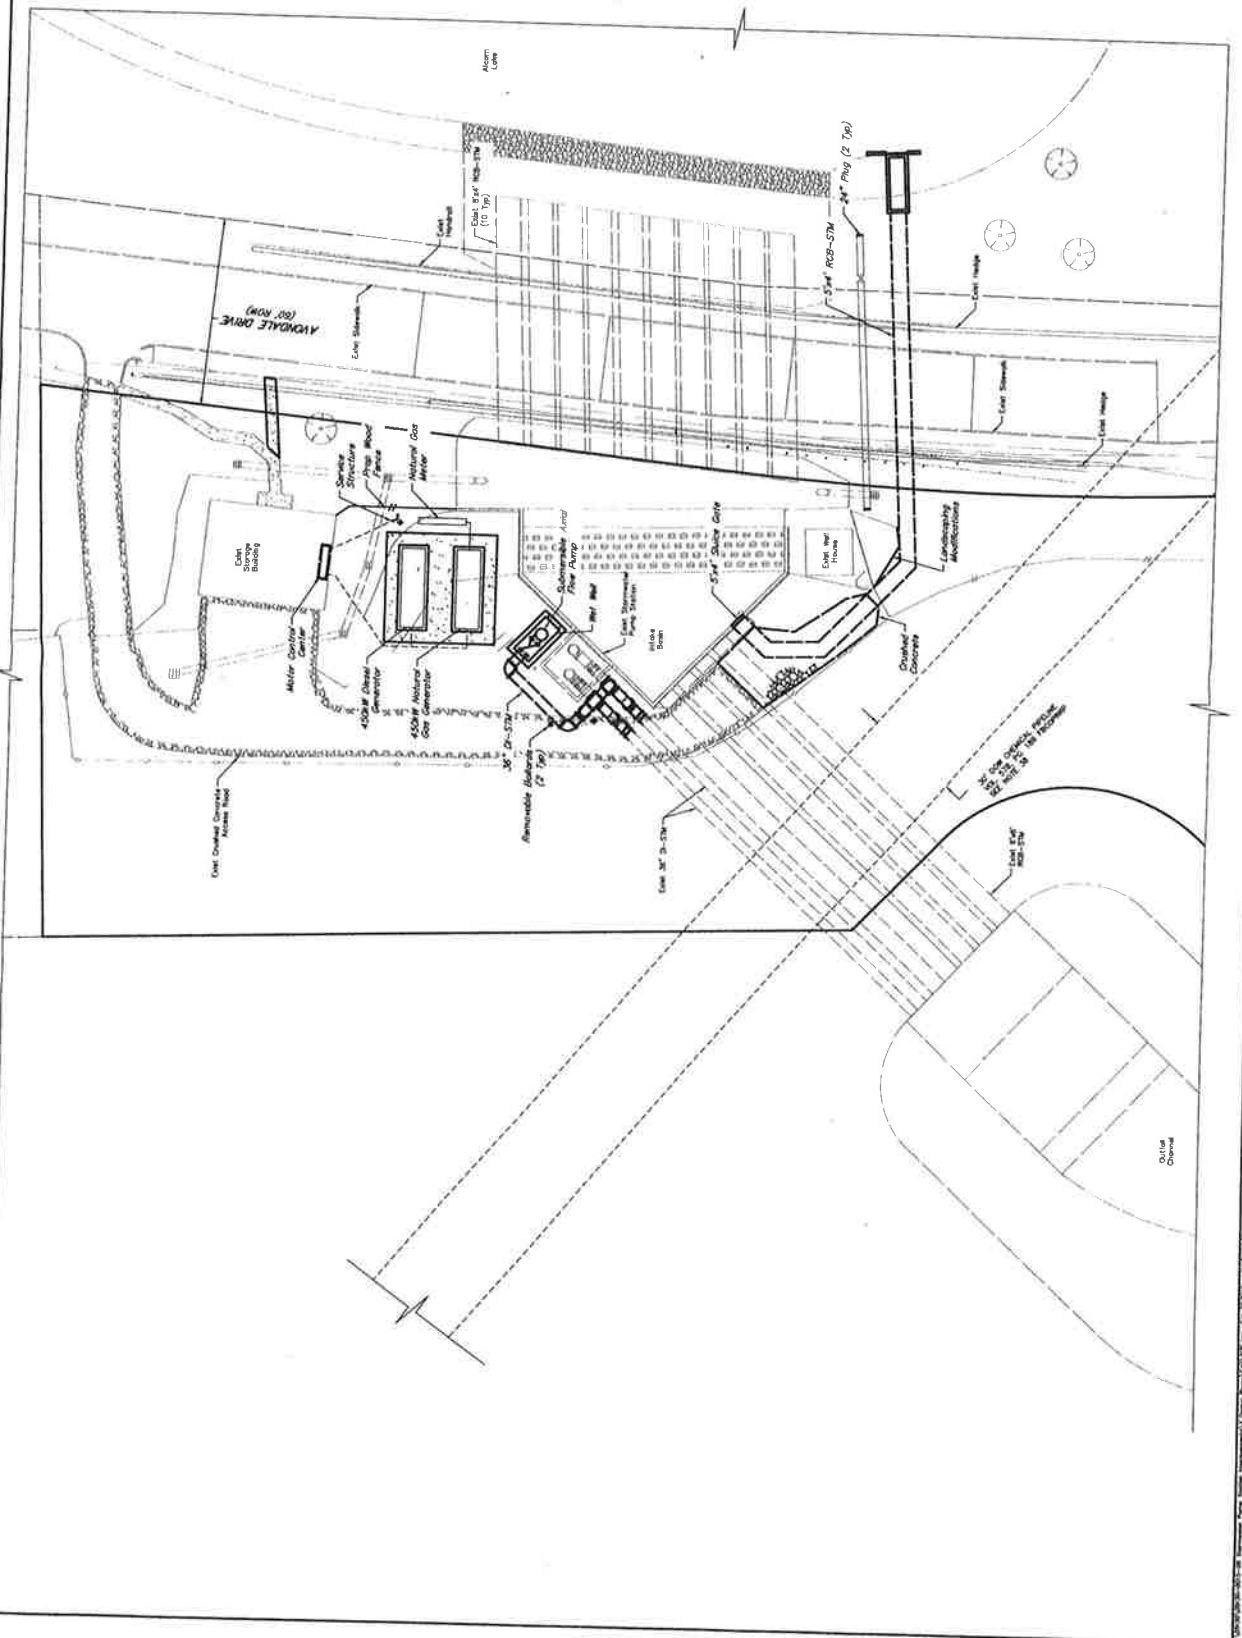 Alcorn
Lake
Exist 8'x4' RCB-STM
(10 Typ)
Exist
Handrail
AVONDALE DRIVE
(60' ROW)
Exist Sidewalk
24" Plug (2 Typ)
5'x4' RCB-STM
Exist Hedge
Exist Sidewalk
Exist Hedge
Service
Structure
Prop Wood
Fence
Natural Gas
Meter
Exist
Storage
Building
Motor Control
Center
450kW Diesel
Generator
450kW Natural
Gas Generator
Submersible Axial
Flow Pump
Wet Well
Exist Stormwater
Pump Station
Intake
Basin
5'x4' Sluice Gate
Exist Well
House
Landscaping
Modifications
Crushed
Concrete
36" DI-STM
Removable Bollards
(2 Typ)
Exist Crushed Concrete
Access Road
Exist 36" DI-STM
30' DOW CHEMICAL PIPELINE
SEE NOTE 38
RCB-STM
Outfall
Channel